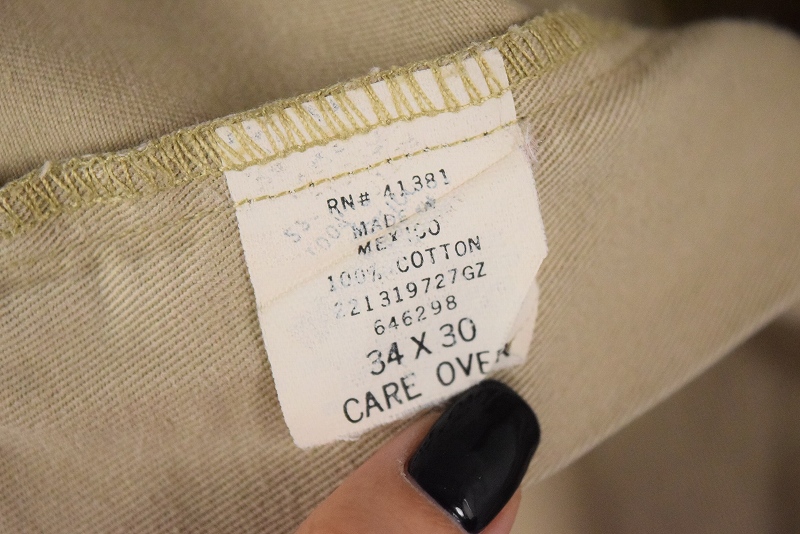 RN# 41381
MADE IN
MEXICO
100% COTTON
221319727GZ
646298
34 X 30
CARE OVER